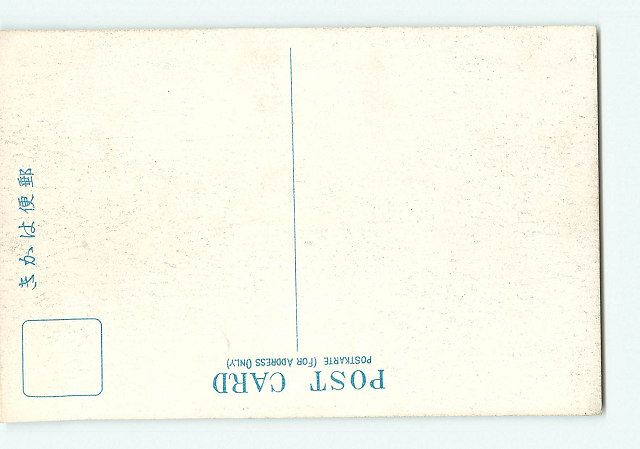 郵便はかき
POST CARD
POSTKARTE (FOR ADDRESS ONLY)